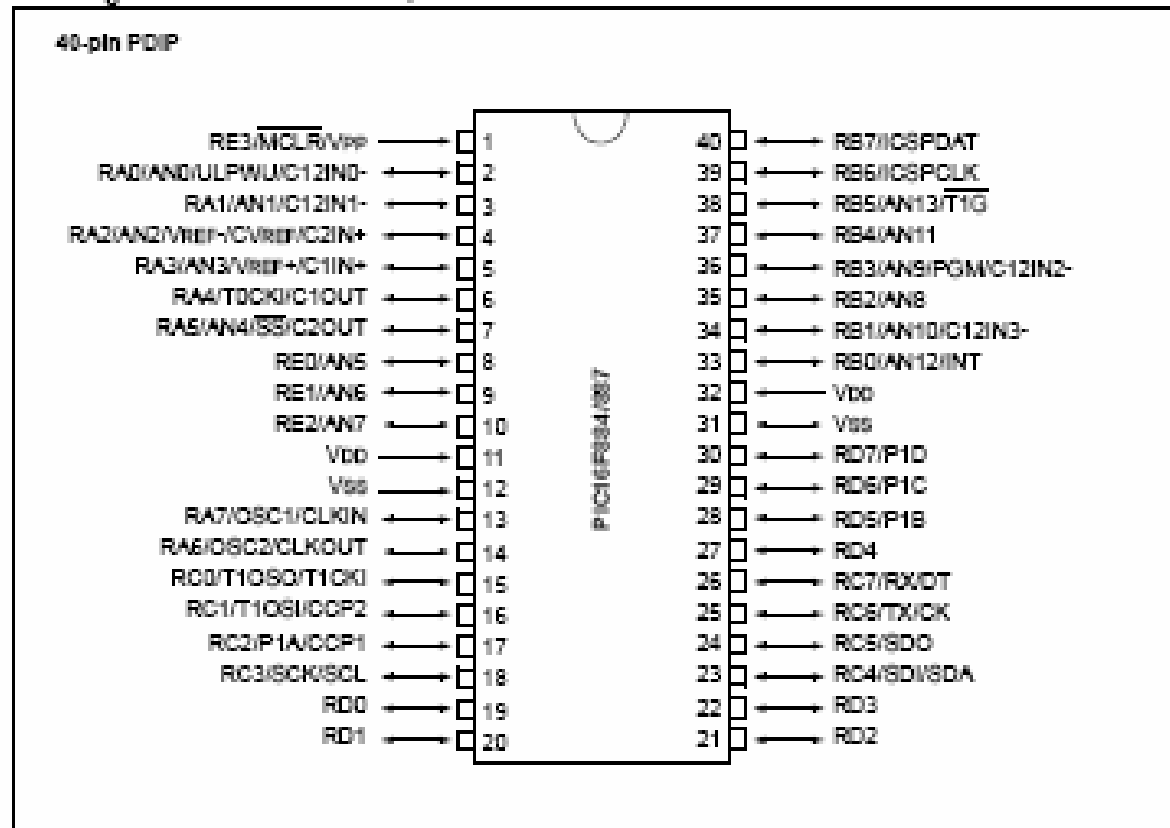 40-pin PDIP
RE3/MCLR/VPP
1
RA0/AN0/ULPWU/C12IN0-
2
RA1/AN1/C12IN1-
3
RA2/AN2/VREF-/CVREF/C2IN+
4
RA3/AN3/VREF+/C1IN+
5
RA4/T0CKI/C1OUT
6
RA5/AN4/SS/C2OUT
7
RE0/AN5
8
RE1/AN6
9
RE2/AN7
10
VDD
11
VSS
12
RA7/OSC1/CLKIN
13
RA6/OSC2/CLKOUT
14
RC0/T1OSO/T1CKI
15
RC1/T1OSI/CCP2
16
RC2/P1A/CCP1
17
RC3/SCK/SCL
18
RD0
19
RD1
20
PIC16F884/887
40
RB7/ICSPDAT
39
RB6/ICSPCLK
38
RB5/AN13/T1G
37
RB4/AN11
36
RB3/AN9/PGM/C12IN2-
35
RB2/AN8
34
RB1/AN10/C12IN3-
33
RB0/AN12/INT
32
VDD
31
VSS
30
RD7/P1D
29
RD6/P1C
28
RD5/P1B
27
RD4
26
RC7/RX/DT
25
RC6/TX/CK
24
RC5/SDO
23
RC4/SDI/SDA
22
RD3
21
RD2